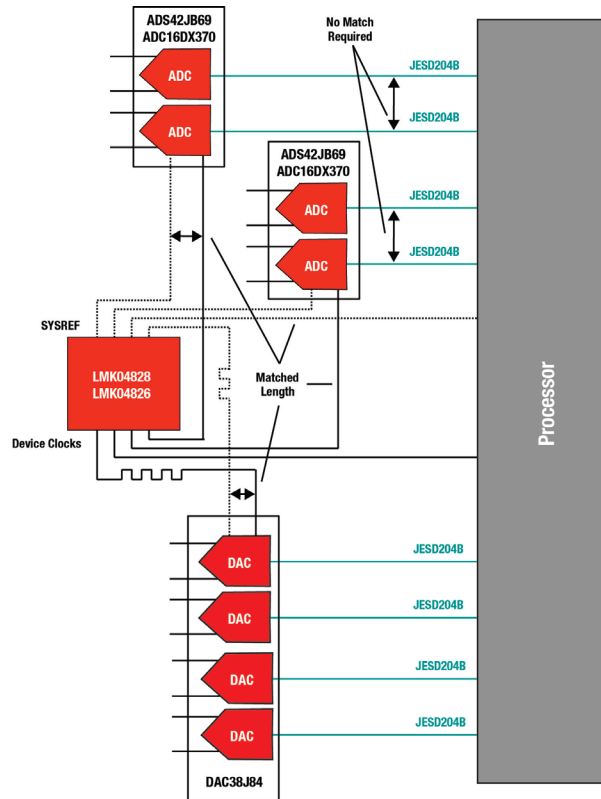 ADS42JB69
ADC16DX370
No Match
Required
ADC
JESD204B
ADC
JESD204B
ADS42JB69
ADC16DX370
ADC
JESD204B
ADC
JESD204B
SYSREF
LMK04828
LMK04826
Matched
Length
Device Clocks
Processor
DAC
JESD204B
DAC
JESD204B
DAC
JESD204B
DAC
JESD204B
DAC38J84